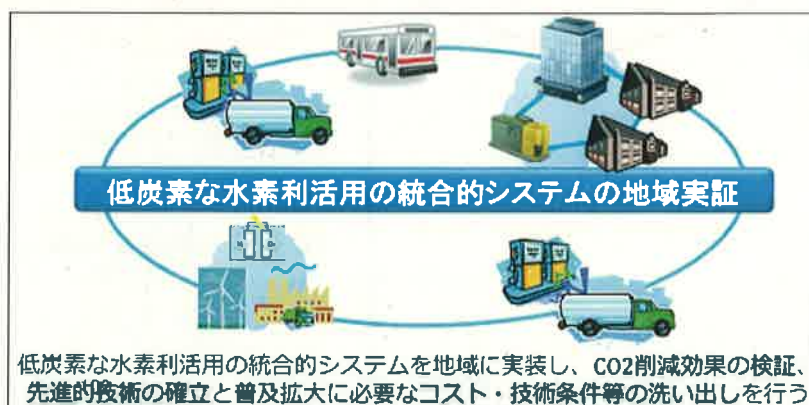 低炭素な水素利活用の統合的システムの地域実証
低炭素な水素利活用の統合的システムを地域に実装し、CO2削減効果の検証、
先進的技術の確立と普及拡大に必要なコスト・技術条件等の洗い出しを行う